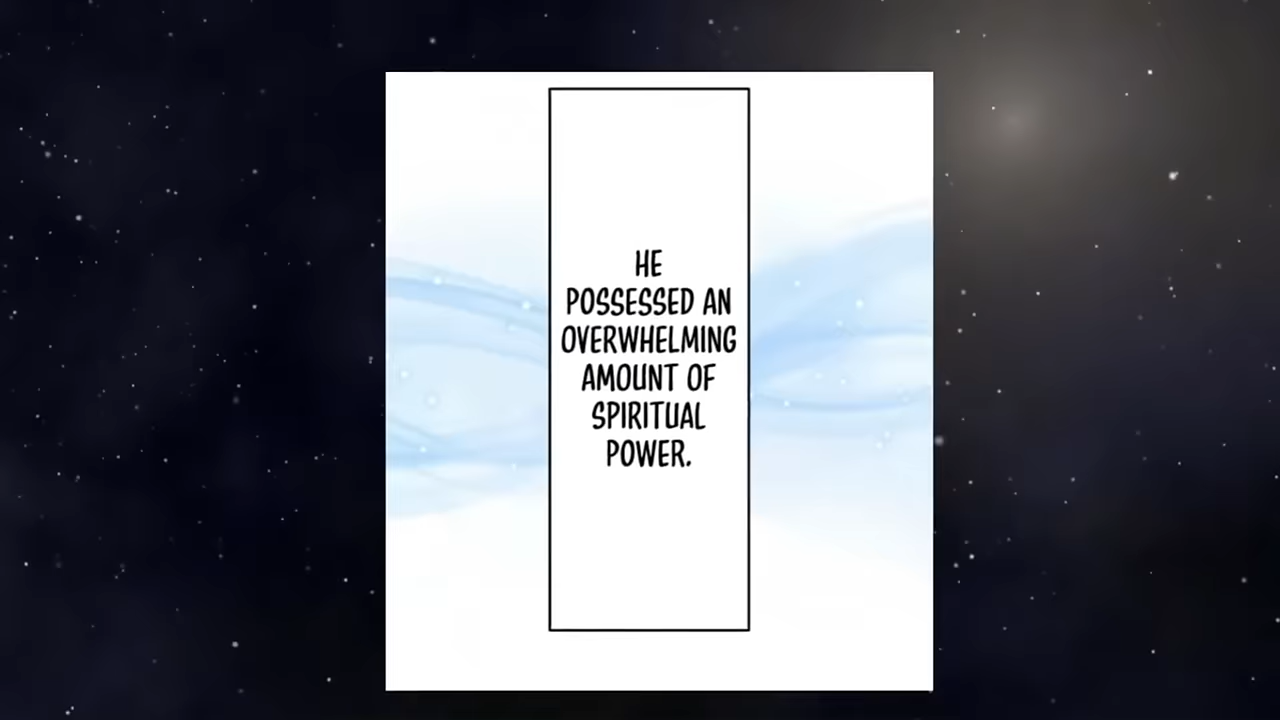 HE
POSSESSED AN
OVERWHELMING
AMOUNT OF
SPIRITUAL
POWER.